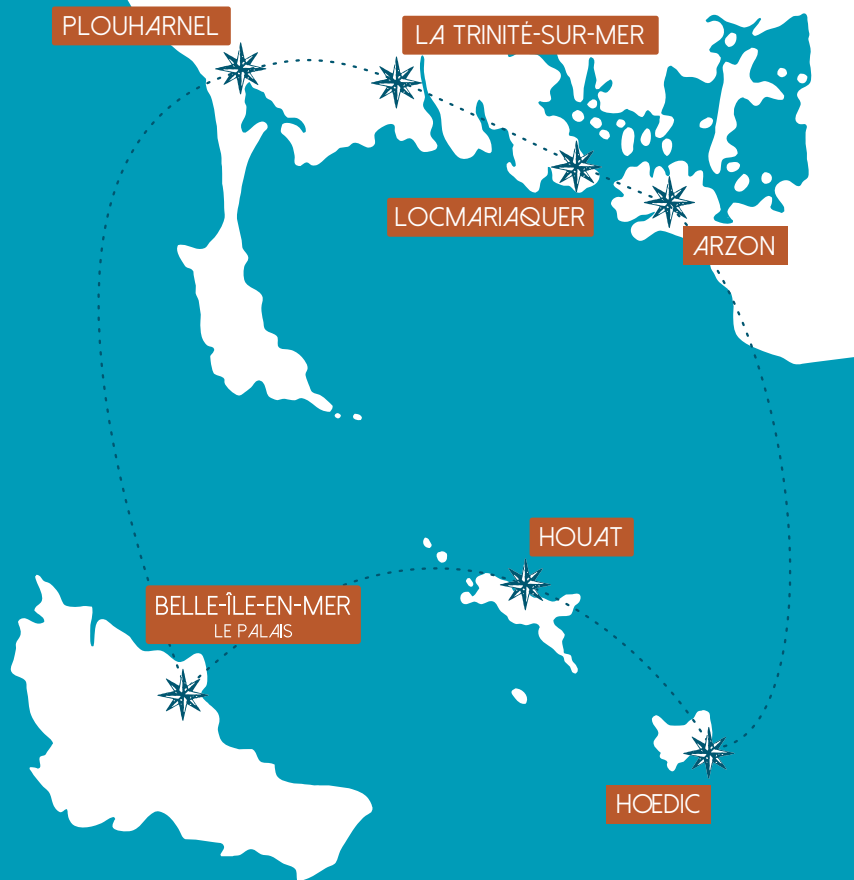 PLOUHARNEL
LA TRINITÉ-SUR-MER
LOCMARIAQUER
ARZON
HOUAT
BELLE-ÎLE-EN-MER
LE PALAIS
HOEDIC